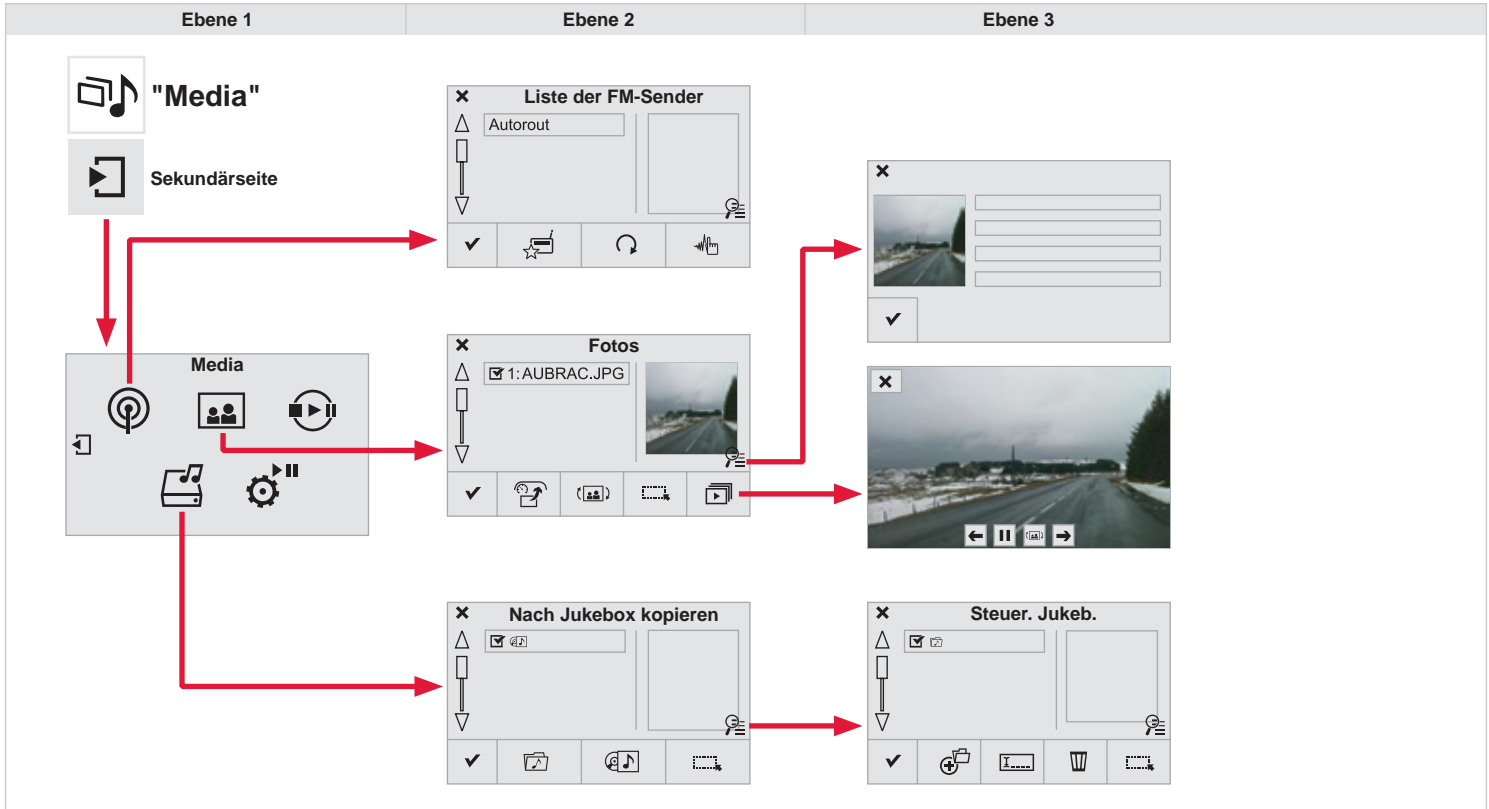 Ebene 1
Ebene 2
Ebene 3
"Media"
Sekundärseite
Media
Liste der FM-Sender
Autorout
Fotos
1: AUBRAC.JPG
Nach Jukebox kopieren
Steuer. Jukeb.